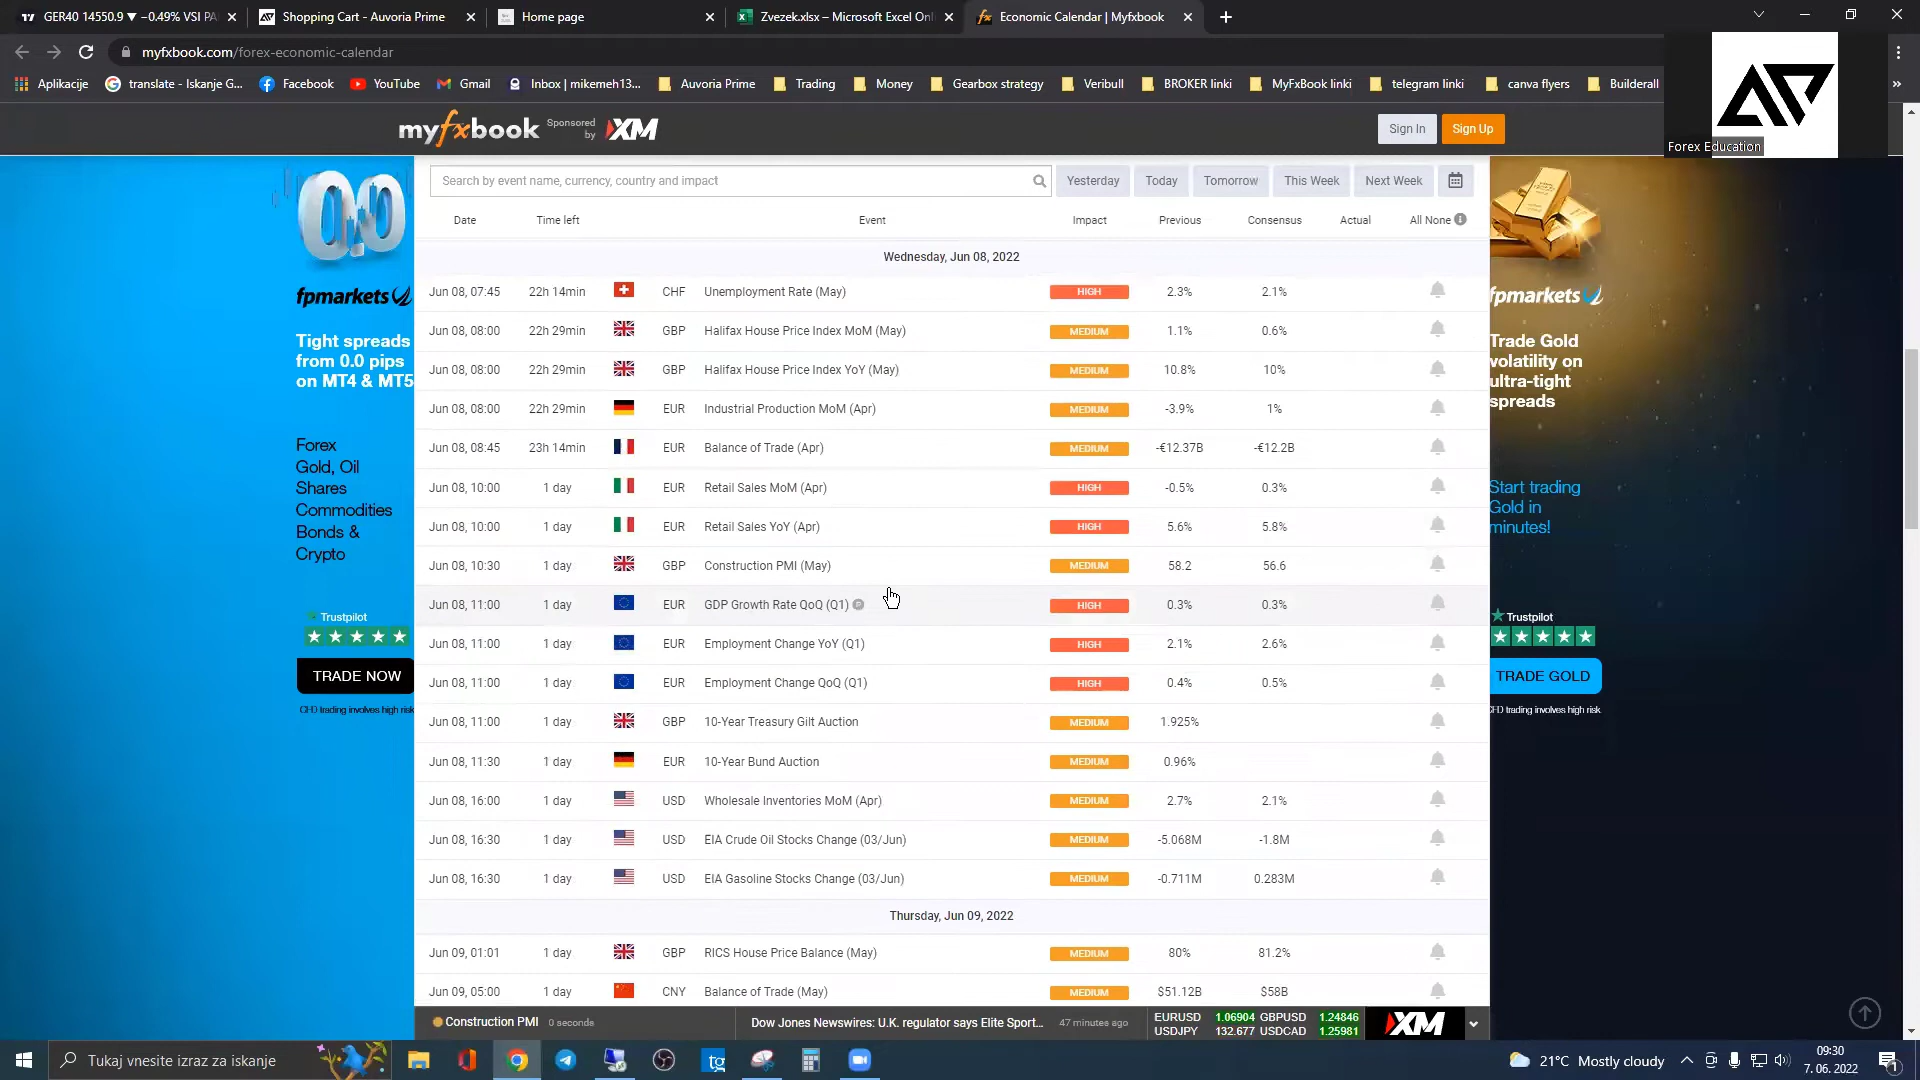 GER40 14550.9 ▼ −0.49% VSI PA
Shopping Cart - Auvoria Prime
Home page
Zvezek.xlsx – Microsoft Excel Onl
Economic Calendar | Myfxbook
myfxbook.com/forex-economic-calendar
Aplikacije
translate - Iskanje G...
Facebook
YouTube
Gmail
Inbox | mikemeh13...
Auvoria Prime
Trading
Money
Gearbox strategy
Veribull
BROKER linki
MyFxBook linki
telegram linki
canva flyers
Builderall
»
Forex Education
myfxbook
Sponsored by
XM
Sign In
Sign Up
Search by event name, currency, country and impact
Yesterday
Today
Tomorrow
This Week
Next Week
Date Time left Event Impact Previous Consensus Actual All None
Wednesday, Jun 08, 2022
Jun 08, 07:45 22h 14min CHF Unemployment Rate (May) HIGH 2.3% 2.1%
Jun 08, 08:00 22h 29min GBP Halifax House Price Index MoM (May) MEDIUM 1.1% 0.6%
Jun 08, 08:00 22h 29min GBP Halifax House Price Index YoY (May) MEDIUM 10.8% 10%
Jun 08, 08:00 22h 29min EUR Industrial Production MoM (Apr) MEDIUM -3.9% 1%
Jun 08, 08:45 23h 14min EUR Balance of Trade (Apr) MEDIUM -€12.37B -€12.2B
Jun 08, 10:00 1 day EUR Retail Sales MoM (Apr) HIGH -0.5% 0.3%
Jun 08, 10:00 1 day EUR Retail Sales YoY (Apr) HIGH 5.6% 5.8%
Jun 08, 10:30 1 day GBP Construction PMI (May) MEDIUM 58.2 56.6
Jun 08, 11:00 1 day EUR GDP Growth Rate QoQ (Q1) P HIGH 0.3% 0.3%
Jun 08, 11:00 1 day EUR Employment Change YoY (Q1) HIGH 2.1% 2.6%
Jun 08, 11:00 1 day EUR Employment Change QoQ (Q1) HIGH 0.4% 0.5%
Jun 08, 11:00 1 day GBP 10-Year Treasury Gilt Auction MEDIUM 1.925%
Jun 08, 11:30 1 day EUR 10-Year Bund Auction MEDIUM 0.96%
Jun 08, 16:00 1 day USD Wholesale Inventories MoM (Apr) MEDIUM 2.7% 2.1%
Jun 08, 16:30 1 day USD EIA Crude Oil Stocks Change (03/Jun) MEDIUM -5.068M -1.8M
Jun 08, 16:30 1 day USD EIA Gasoline Stocks Change (03/Jun) MEDIUM -0.711M 0.283M
Thursday, Jun 09, 2022
Jun 09, 01:01 1 day GBP RICS House Price Balance (May) MEDIUM 80% 81.2%
Jun 09, 05:00 1 day CNY Balance of Trade (May) MEDIUM $51.12B $58B
0.0
fpmarkets
Tight spreads
from 0.0 pips
on MT4 & MT5
Forex
Gold, Oil
Shares
Commodities
Bonds &
Crypto
Trustpilot
TRADE NOW
CFD trading involves high risk
fpmarkets
Trade Gold
volatility on
ultra-tight
spreads
Start trading
Gold in
minutes!
Trustpilot
TRADE GOLD
CFD trading involves high risk.
Construction PMI 0 seconds
Dow Jones Newswires: U.K. regulator says Elite Sport... 47 minutes ago
EURUSD 1.06904 GBPUSD 1.24846
USDJPY 132.677 USDCAD 1.25981
XM
Tukaj vnesite izraz za iskanje
tg
21°C Mostly cloudy
09:30
7. 06. 2022
1